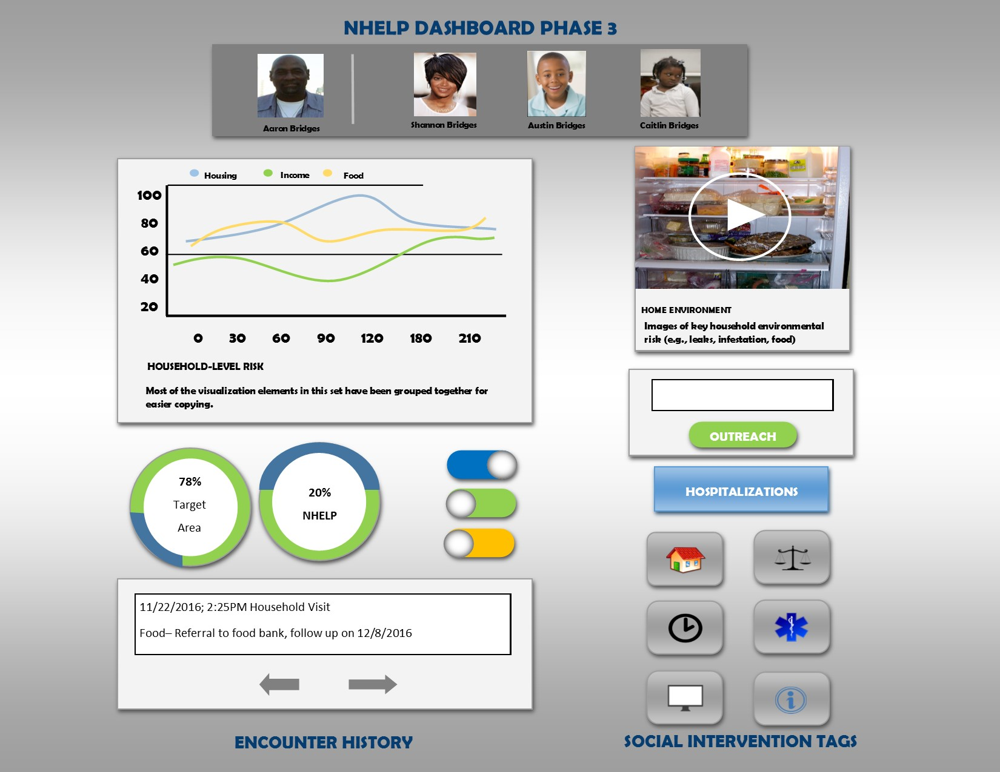 NHELP DASHBOARD PHASE 3
Aaron Bridges
Shannon Bridges
Austin Bridges
Caitlin Bridges
Housing
Income
Food
100
80
60
40
20
0 30 60 90 120 180 210
HOUSEHOLD-LEVEL RISK
Most of the visualization elements in this set have been grouped together for
easier copying.
HOME ENVIRONMENT
Images of key household environmental
risk (e.g., leaks, infestation, food)
OUTREACH
HOSPITALIZATIONS
78%
Target
Area
20%
NHELP
11/22/2016; 2:25PM Household Visit
Food– Referral to food bank, follow up on 12/8/2016
ENCOUNTER HISTORY
SOCIAL INTERVENTION TAGS